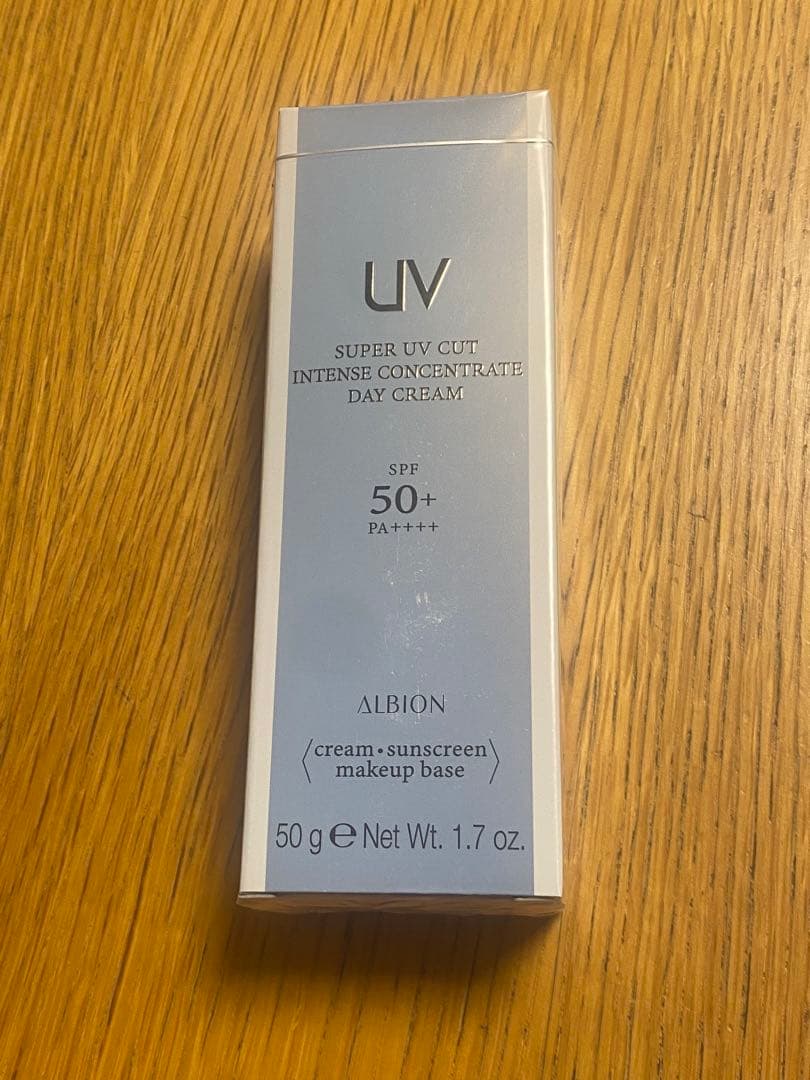 UV
SUPER UV CUT
INTENSE CONCENTRATE
DAY CREAM
SPF
50+
PA++++
ALBION
〈cream・sunscreen
makeup base〉
50 g ℮ Net Wt. 1.7 oz.